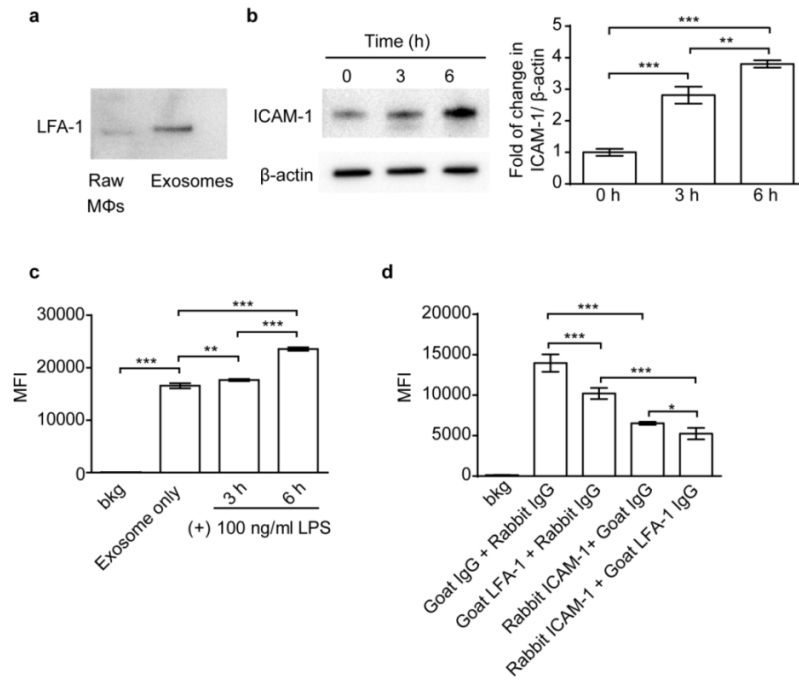 a
LFA-1
Raw
MΦs
Exosomes
b
Time (h)
0 3 6
ICAM-1
β-actin
Fold of change in
ICAM-1/ β-actin
5
4
3
2
1
0
***
**
***
0 h 3 h 6 h
c
MFI
30000
20000
10000
0
***
***
***
**
bkg
Exosome only
3 h
6 h
(+) 100 ng/ml LPS
d
MFI
20000
15000
10000
5000
0
***
***
***
*
bkg
Goat IgG + Rabbit IgG
Goat LFA-1 + Rabbit IgG
Rabbit ICAM-1+ Goat IgG
Rabbit ICAM-1 + Goat LFA-1 IgG